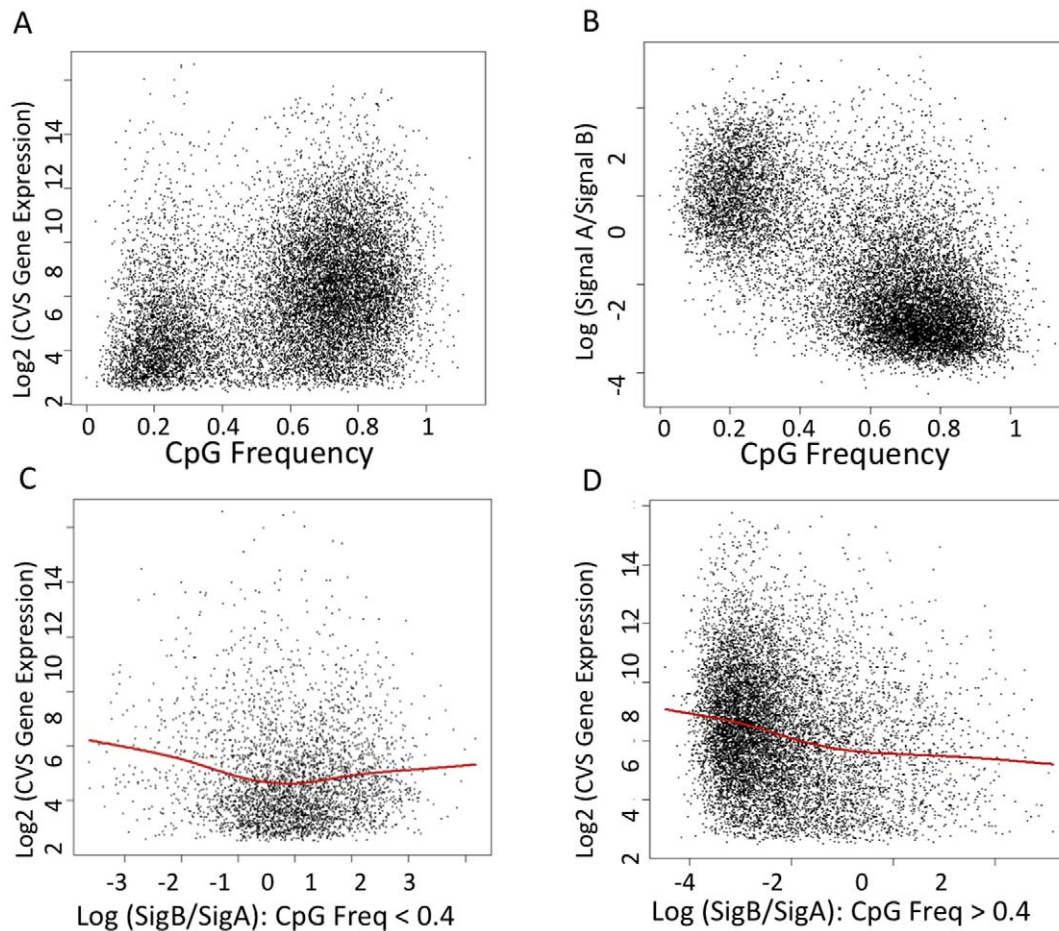 A
Log2 (CVS Gene Expression)
14
12
10
8
6
4
2
0 0.2 0.4 0.6 0.8 1
CpG Frequency
B
Log (Signal A/Signal B)
2
0
-2
-4
0 0.2 0.4 0.6 0.8 1
CpG Frequency
C
Log2 (CVS Gene Expression)
14
12
10
8
6
4
2
-3 -2 -1 0 1 2 3
Log (SigB/SigA): CpG Freq < 0.4
D
Log2 (CVS Gene Expression)
14
12
10
8
6
4
2
-4 -2 0 2
Log (SigB/SigA): CpG Freq > 0.4